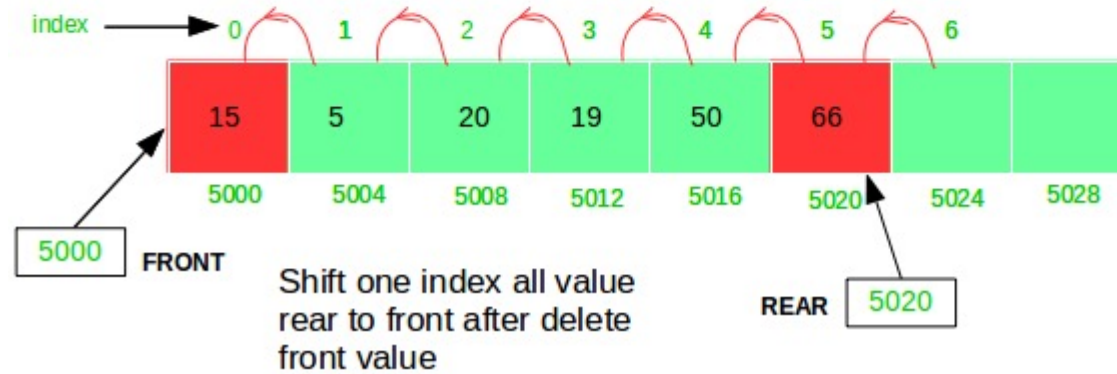 index 0 1 2 3 4 5 6
15 5 20 19 50 66
5000 5004 5008 5012 5016 5020 5024 5028
5000 FRONT
Shift one index all value
rear to front after delete
front value
REAR 5020